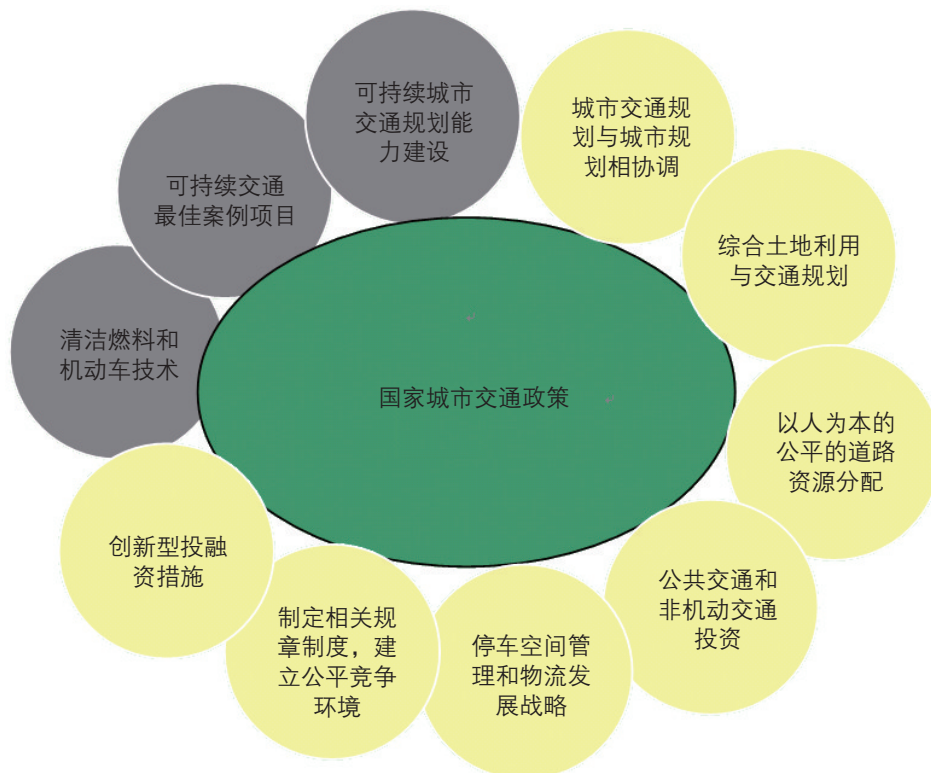 可持续城市
交通规划能
力建设
城市交通规
划与城市规
划相协调
可持续交通
最佳案例项目
综合土地利用
与交通规划
清洁燃料和
机动车技术
国家城市交通政策
以人为本的
公平的道路
资源分配
创新型投融
资措施
公共交通和
非机动交通
投资
制定相关规
章制度，建
立公平竞争
环境
停车空间管
理和物流发
展战略